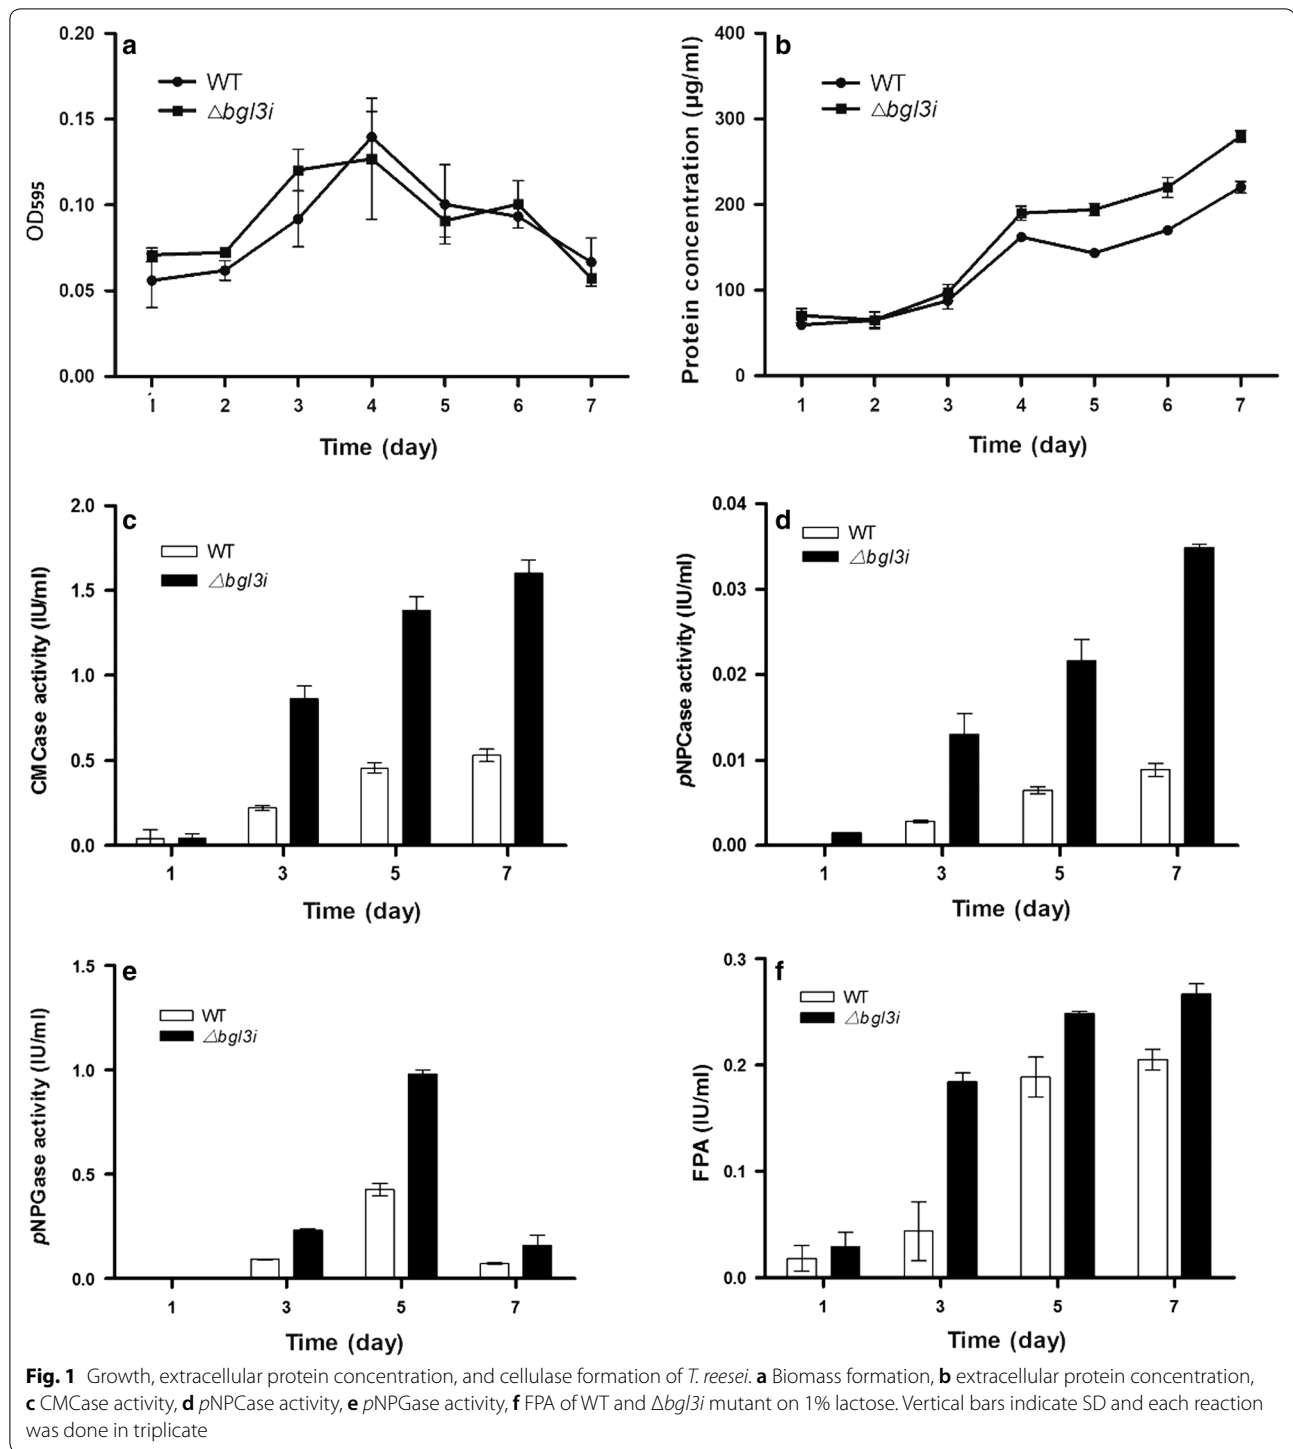 a
0.20
0.15
0.10
0.05
0.00
OD595
WT
△bgl3i
1 2 3 4 5 6 7
Time (day)
b
400
300
200
100
0
Protein concentration (µg/ml)
WT
△bgl3i
1 2 3 4 5 6 7
Time (day)
c
2.0
1.5
1.0
0.5
0.0
CMCase activity (IU/ml)
WT
△bgl3i
1 3 5 7
Time (day)
d
0.04
0.03
0.02
0.01
0.00
pNPCase activity (IU/ml)
WT
△bgl3i
1 3 5 7
Time (day)
e
1.5
1.0
0.5
0.0
pNPGase activity (IU/ml)
WT
△bgl3i
1 3 5 7
Time (day)
f
0.3
0.2
0.1
0.0
FPA (IU/ml)
WT
△bgl3i
1 3 5 7
Time (day)
Fig. 1 Growth, extracellular protein concentration, and cellulase formation of T. reesei. a Biomass formation, b extracellular protein concentration,
c CMCase activity, d pNPCase activity, e pNPGase activity, f FPA of WT and Δbgl3i mutant on 1% lactose. Vertical bars indicate SD and each reaction
was done in triplicate